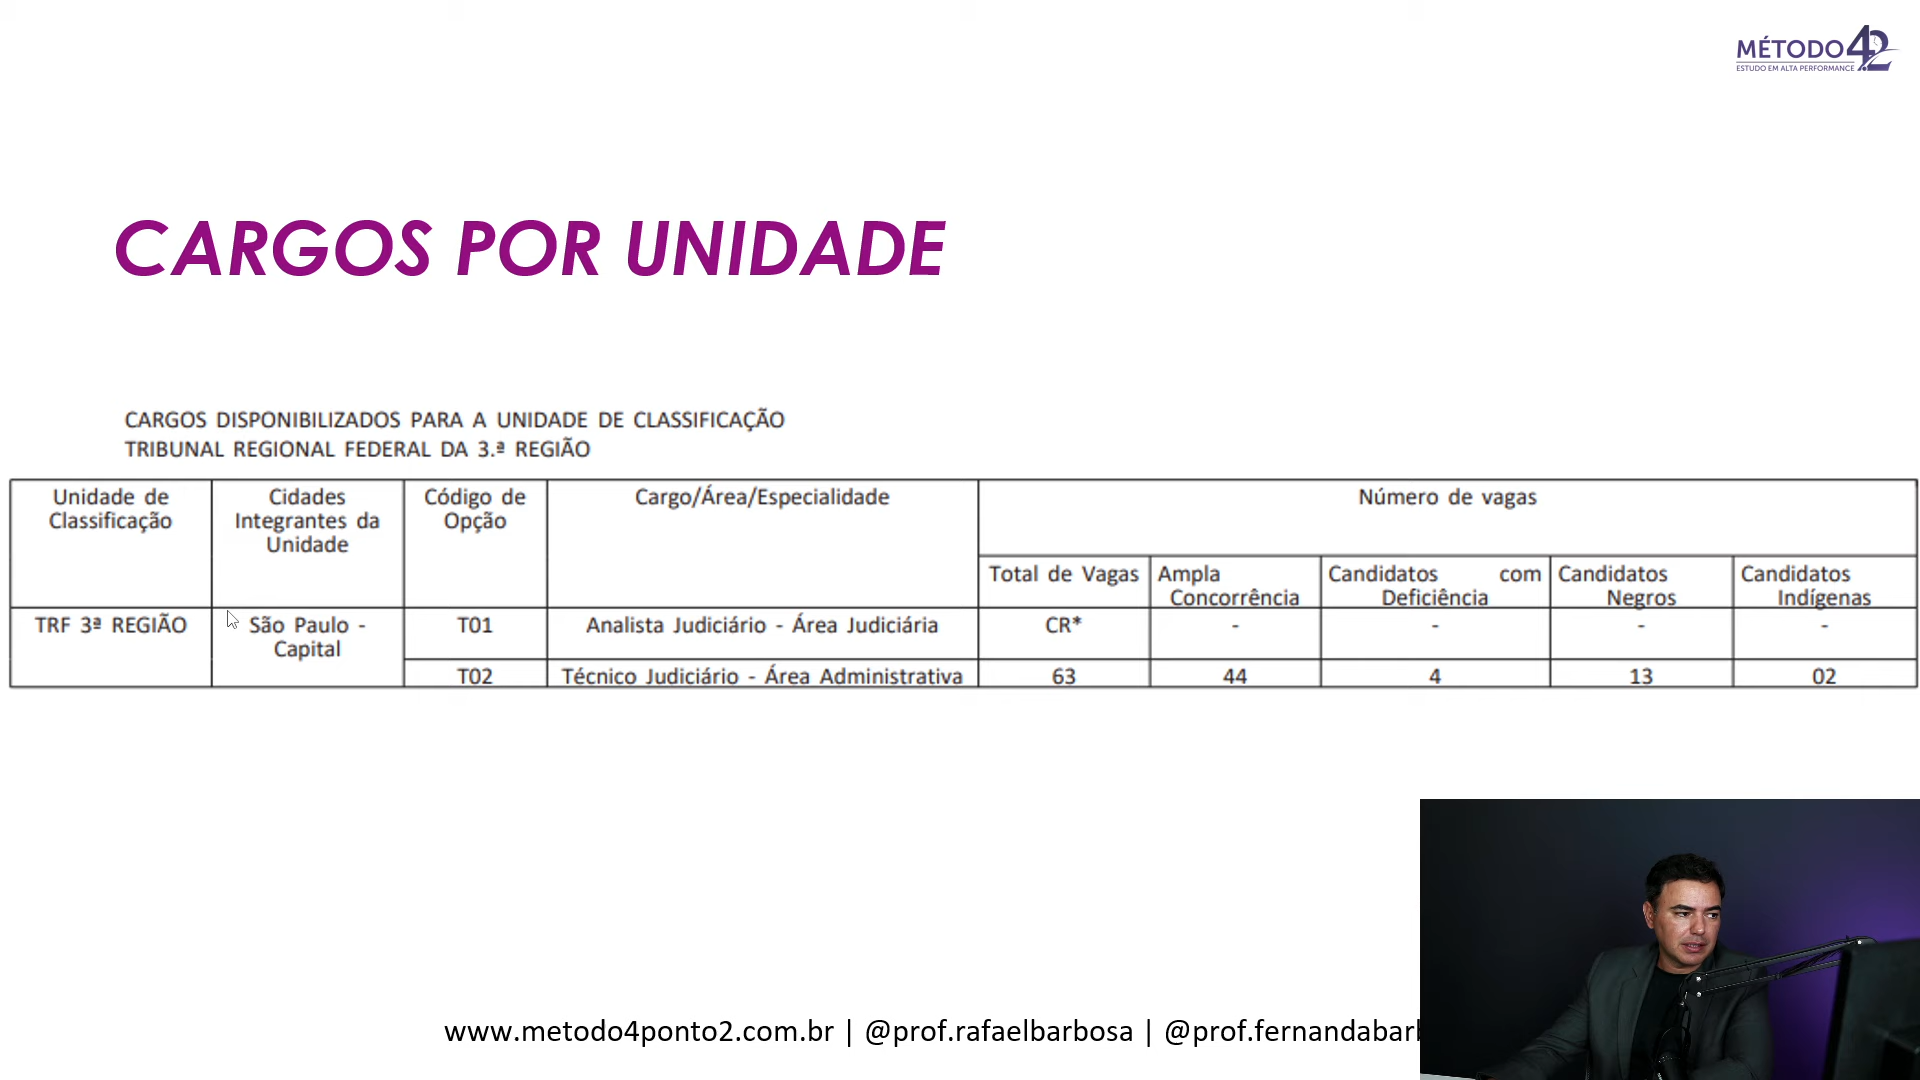 MÉTODO 4.2
ESTUDO EM ALTA PERFORMANCE
CARGOS POR UNIDADE
CARGOS DISPONIBILIZADOS PARA A UNIDADE DE CLASSIFICAÇÃO
TRIBUNAL REGIONAL FEDERAL DA 3.ª REGIÃO
Unidade de
Classificação
Cidades
Integrantes da
Unidade
Código de
Opção
Cargo/Área/Especialidade
Número de vagas
Total de Vagas
Ampla
Concorrência
Candidatos com
Deficiência
Candidatos
Negros
Candidatos
Indígenas
TRF 3ª REGIÃO
São Paulo -
Capital
T01
Analista Judiciário - Área Judiciária
CR*
-
-
-
-
T02
Técnico Judiciário - Área Administrativa
63
44
4
13
02
www.metodo4ponto2.com.br | @prof.rafaelbarbosa |